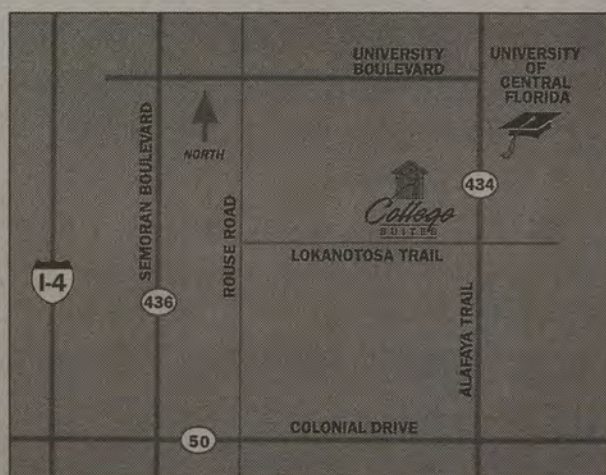 UNIVERSITY
BOULEVARD
UNIVERSITY
OF
CENTRAL
FLORIDA
NORTH
SEMORAN BOULEVARD
ROUSE ROAD
434
College
SUITES
LOKANOTOSA TRAIL
I-4
436
ALAFAYA TRAIL
COLONIAL DRIVE
50